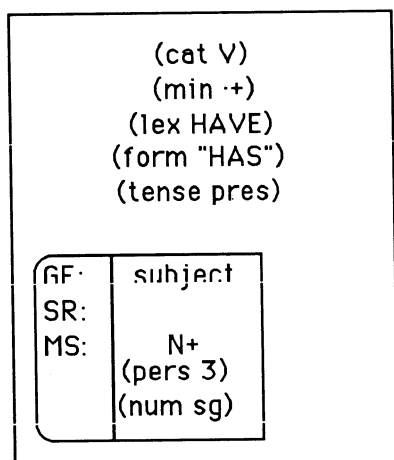 (cat V)
(min +)
(lex HAVE)
(form "HAS")
(tense pres)
GF: subject
SR:
MS: N+
(pers 3)
(num sg)